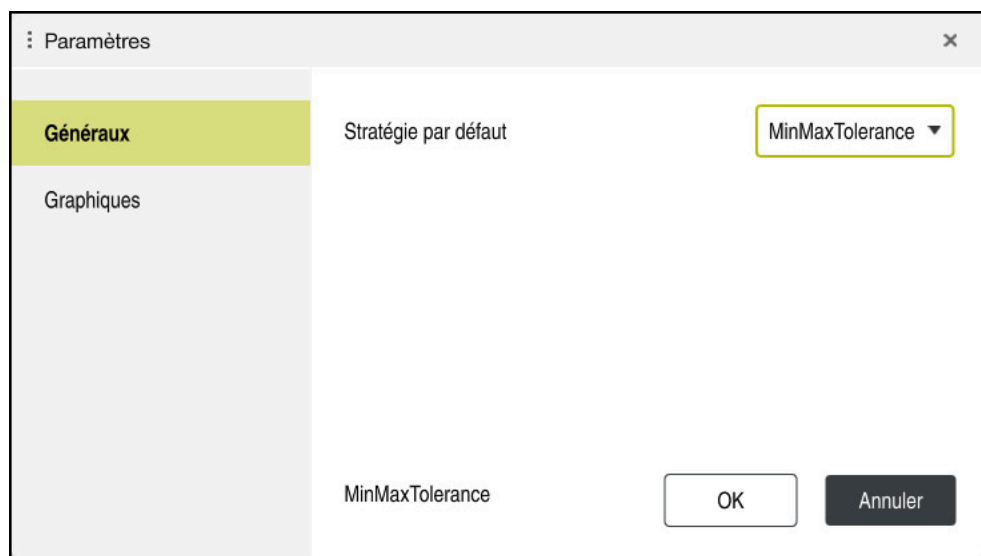 Paramètres
Généraux
Stratégie par défaut
MinMaxTolerance
Graphiques
MinMaxTolerance
OK
Annuler